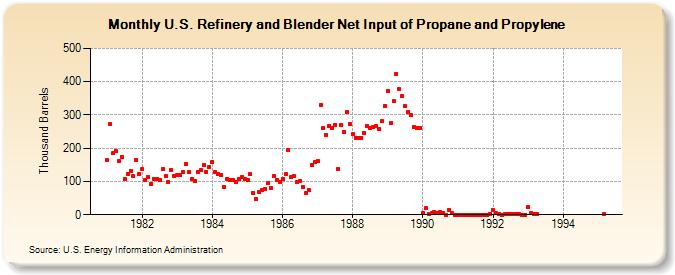 Monthly U.S. Refinery and Blender Net Input of Propane and Propylene
Thousand Barrels
500
400
300
200
100
0
1982 1984 1986 1988 1990 1992 1994
Source: U.S. Energy Information Administration